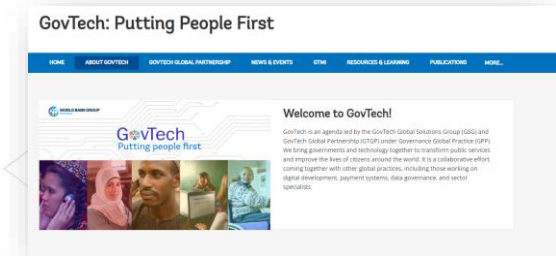 GovTech: Putting People First
HOME ABOUT GOVTECH GOVTECH GLOBAL PARTNERSHIP NEWS & EVENTS GTMI RESOURCES & LEARNING PUBLICATIONS MORE...
WORLD BANK GROUP
GovTech
Putting people first
Welcome to GovTech!
GovTech is an agenda led by the GovTech Global Solutions Group (GSG) and
GovTech Global Partnership (GTGP) under Governance Global Practice (GPP).
We bring governments and technology together to transform public services
and improve the lives of citizens around the world. It is a collaborative effort,
coming together with other global practices, including those working on
digital development, payment systems, data governance, and sector
specialists.